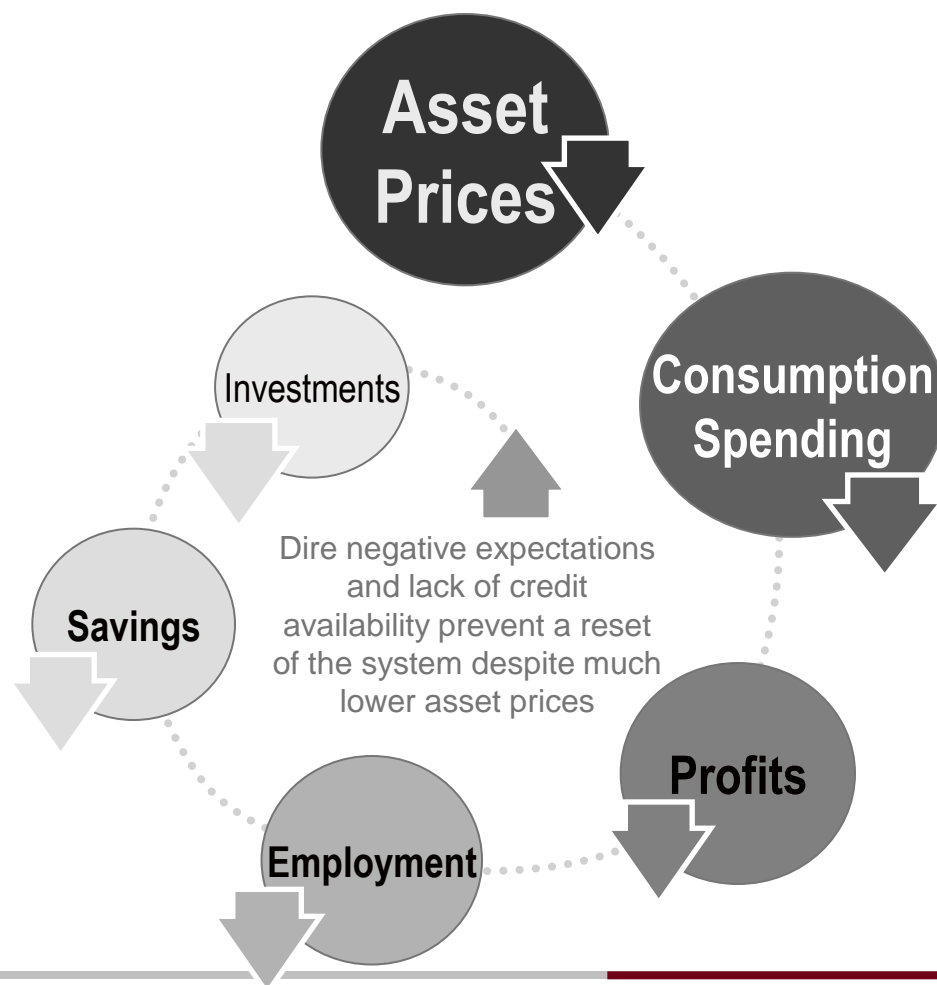 Asset
Prices
Consumption
Spending
Profits
Employment
Savings
Investments
Dire negative expectations
and lack of credit
availability prevent a reset
of the system despite much
lower asset prices